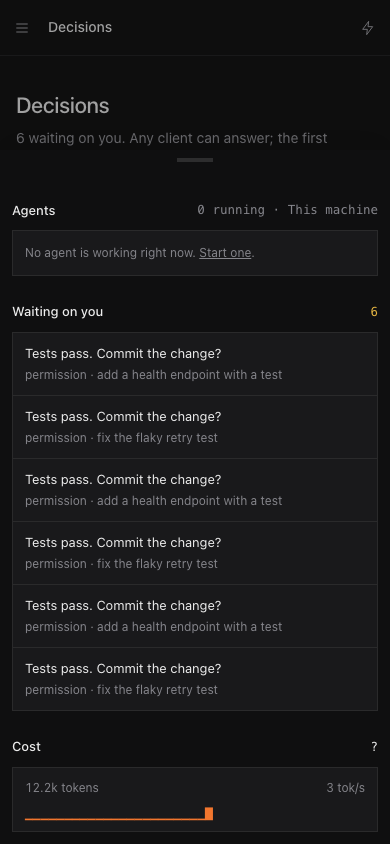 Decisions
Decisions
6 waiting on you. Any client can answer; the first
Agents
0 running · This machine
No agent is working right now. Start one.
Waiting on you
6
Tests pass. Commit the change?
permission · add a health endpoint with a test
Tests pass. Commit the change?
permission · fix the flaky retry test
Tests pass. Commit the change?
permission · add a health endpoint with a test
Tests pass. Commit the change?
permission · fix the flaky retry test
Tests pass. Commit the change?
permission · add a health endpoint with a test
Tests pass. Commit the change?
permission · fix the flaky retry test
Cost
?
12.2k tokens
3 tok/s